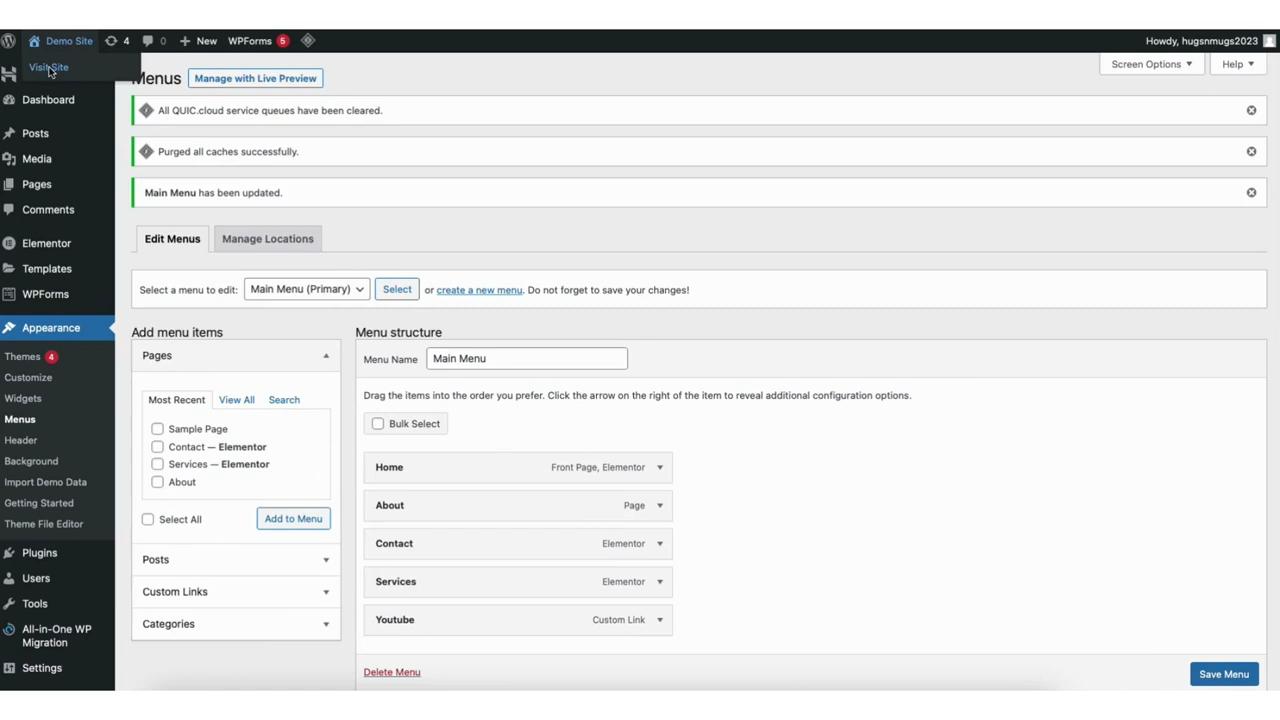 Demo Site 4 0 New WPForms 5 Howdy, hugsnmugs2023
Visit Site
Menus Manage with Live Preview Screen Options Help
Dashboard
Posts
Media
Pages
Comments
Elementor
Templates
WPForms
Appearance
Themes 4
Customize
Widgets
Menus
Header
Background
Import Demo Data
Getting Started
Theme File Editor
Plugins
Users
Tools
All-in-One WP
Migration
Settings
All QUIC.cloud service queues have been cleared.
Purged all caches successfully.
Main Menu has been updated.
Edit Menus Manage Locations
Select a menu to edit: Main Menu (Primary) Select or create a new menu. Do not forget to save your changes!
Add menu items
Pages
Most Recent View All Search
Sample Page
Contact — Elementor
Services — Elementor
About
Select All Add to Menu
Posts
Custom Links
Categories
Menu structure
Menu Name Main Menu
Drag the items into the order you prefer. Click the arrow on the right of the item to reveal additional configuration options.
Bulk Select
Home Front Page, Elementor
About Page
Contact Elementor
Services Elementor
Youtube Custom Link
Delete Menu Save Menu